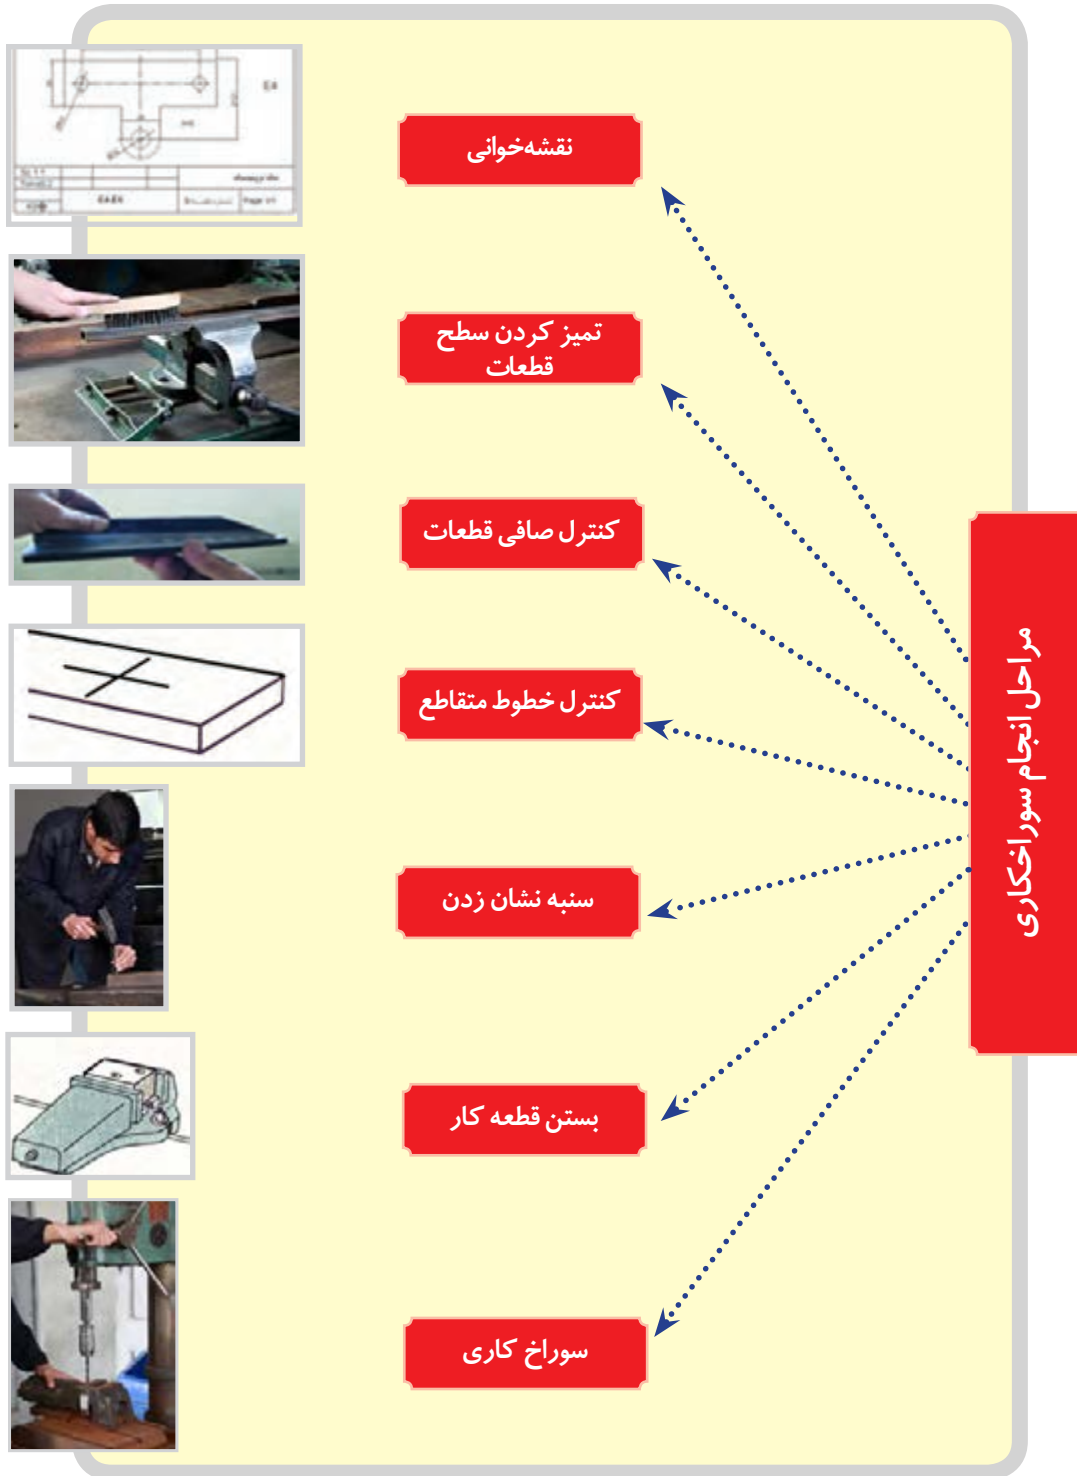 مراحل انجام سوراخکاری
نقشه‌خوانی
تمیز کردن سطح
قطعات
کنترل صافی قطعات
کنترل خطوط متقاطع
سنبه نشان زدن
بستن قطعه کار
سوراخ کاری